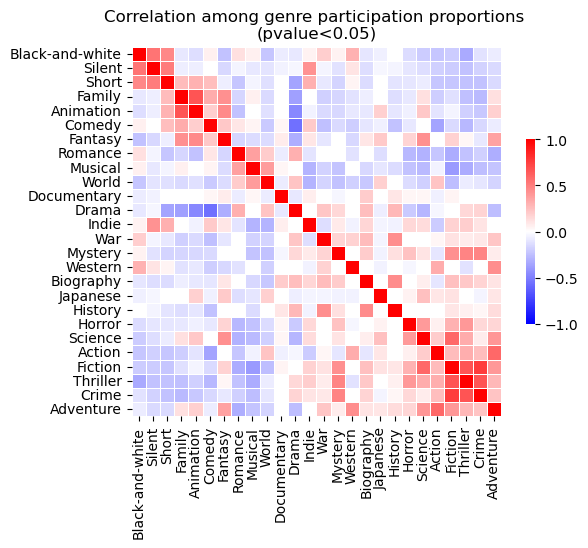 Correlation among genre participation proportions
(pvalue<0.05)
Black-and-white
Silent
Short
Family
Animation
Comedy
Fantasy
Romance
Musical
World
Documentary
Drama
Indie
War
Mystery
Western
Biography
Japanese
History
Horror
Science
Action
Fiction
Thriller
Crime
Adventure
1.0
0.5
0.0
−0.5
−1.0
Black-and-white
Silent
Short
Family
Animation
Comedy
Fantasy
Romance
Musical
World
Documentary
Drama
Indie
War
Mystery
Western
Biography
Japanese
History
Horror
Science
Action
Fiction
Thriller
Crime
Adventure